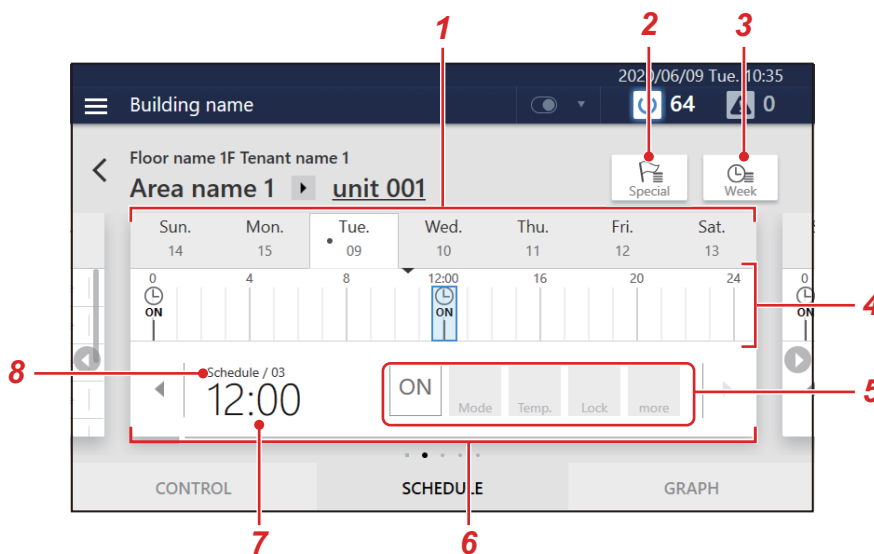 1 2 3
2020/06/09 Tue. 10:35
Building name 64 0
Floor name 1F Tenant name 1
Area name 1 unit 001
Special Week
Sun. Mon. Tue. Wed. Thu. Fri. Sat.
14 15 09 10 11 12 13
0 4 8 12:00 16 20 24 0
ON ON ON
4
8
Schedule / 03
12:00
ON Mode Temp. Lock more
5
CONTROL SCHEDULE GRAPH
7 6